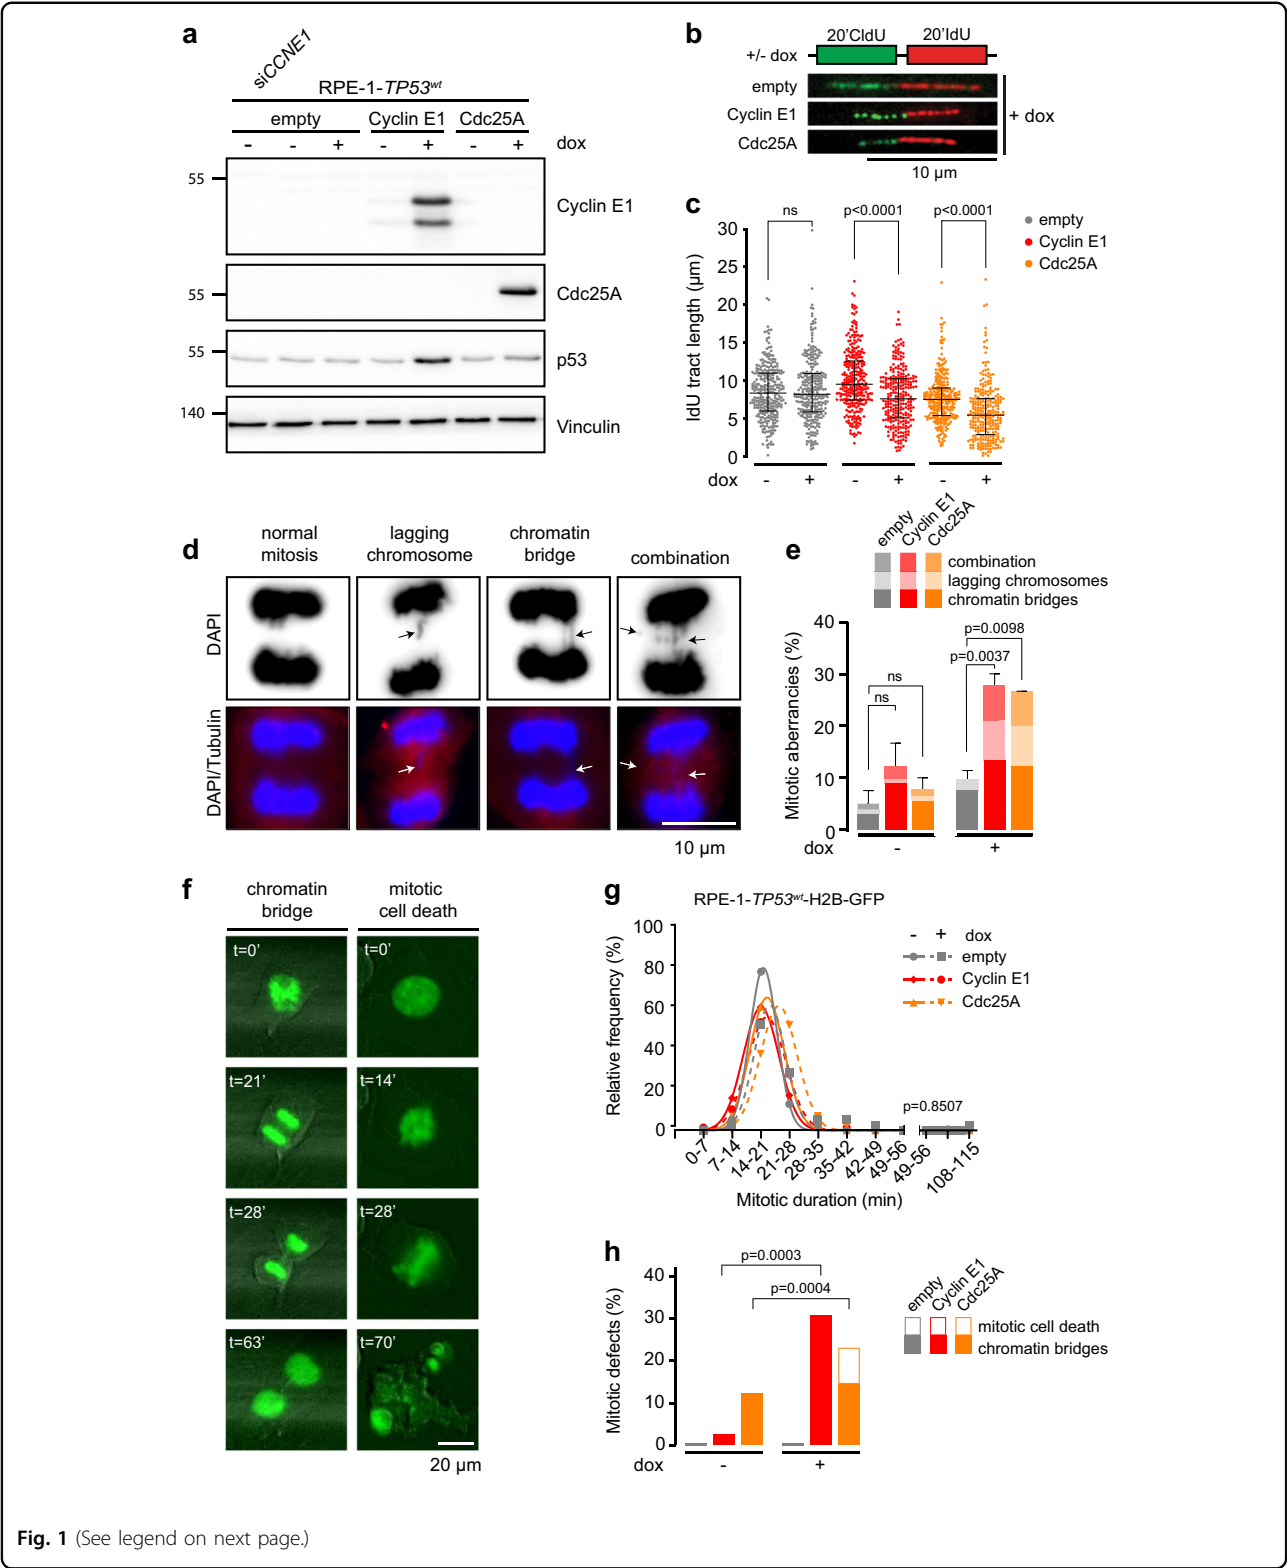 a
siCCNE1
RPE-1-TP53wt
empty Cyclin E1 Cdc25A
- - + - + - + dox
55
Cyclin E1
55
Cdc25A
55
p53
140
Vinculin
b
20'CldU 20'IdU
+/- dox
empty
Cyclin E1
Cdc25A
+ dox
10 µm
c
ns p<0.0001 p<0.0001
empty
Cyclin E1
Cdc25A
IdU tract length (µm)
30
25
20
15
10
5
0
dox - + - + - +
d
normal mitosis
lagging chromosome
chromatin bridge
combination
DAPI
DAPI/Tubulin
10 µm
e
empty
Cyclin E1
Cdc25A
combination
lagging chromosomes
chromatin bridges
Mitotic aberrancies (%)
40
30
20
10
0
ns
ns
p=0.0098
p=0.0037
dox - +
f
chromatin bridge
mitotic cell death
t=0' t=0'
t=21' t=14'
t=28' t=28'
t=63' t=70'
20 µm
g
RPE-1-TP53wt-H2B-GFP
- + dox
empty
Cyclin E1
Cdc25A
Relative frequency (%)
100
80
60
40
20
0
p=0.8507
0-7 7-14 14-21 21-28 28-35 35-42 42-49 49-56 49-56 108-115
Mitotic duration (min)
h
p=0.0003
p=0.0004
Mitotic defects (%)
40
30
20
10
0
dox - +
empty
Cyclin E1
Cdc25A
mitotic cell death
chromatin bridges
Fig. 1 (See legend on next page.)